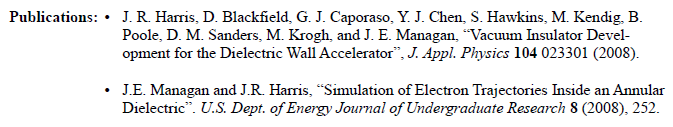 Publications: • J. R. Harris, D. Blackfield, G. J. Caporaso, Y. J. Chen, S. Hawkins, M. Kendig, B.
Poole, D. M. Sanders, M. Krogh, and J. E. Managan, “Vacuum Insulator Devel-
opment for the Dielectric Wall Accelerator”, J. Appl. Physics 104 023301 (2008).
• J.E. Managan and J.R. Harris, “Simulation of Electron Trajectories Inside an Annular
Dielectric”. U.S. Dept. of Energy Journal of Undergraduate Research 8 (2008), 252.